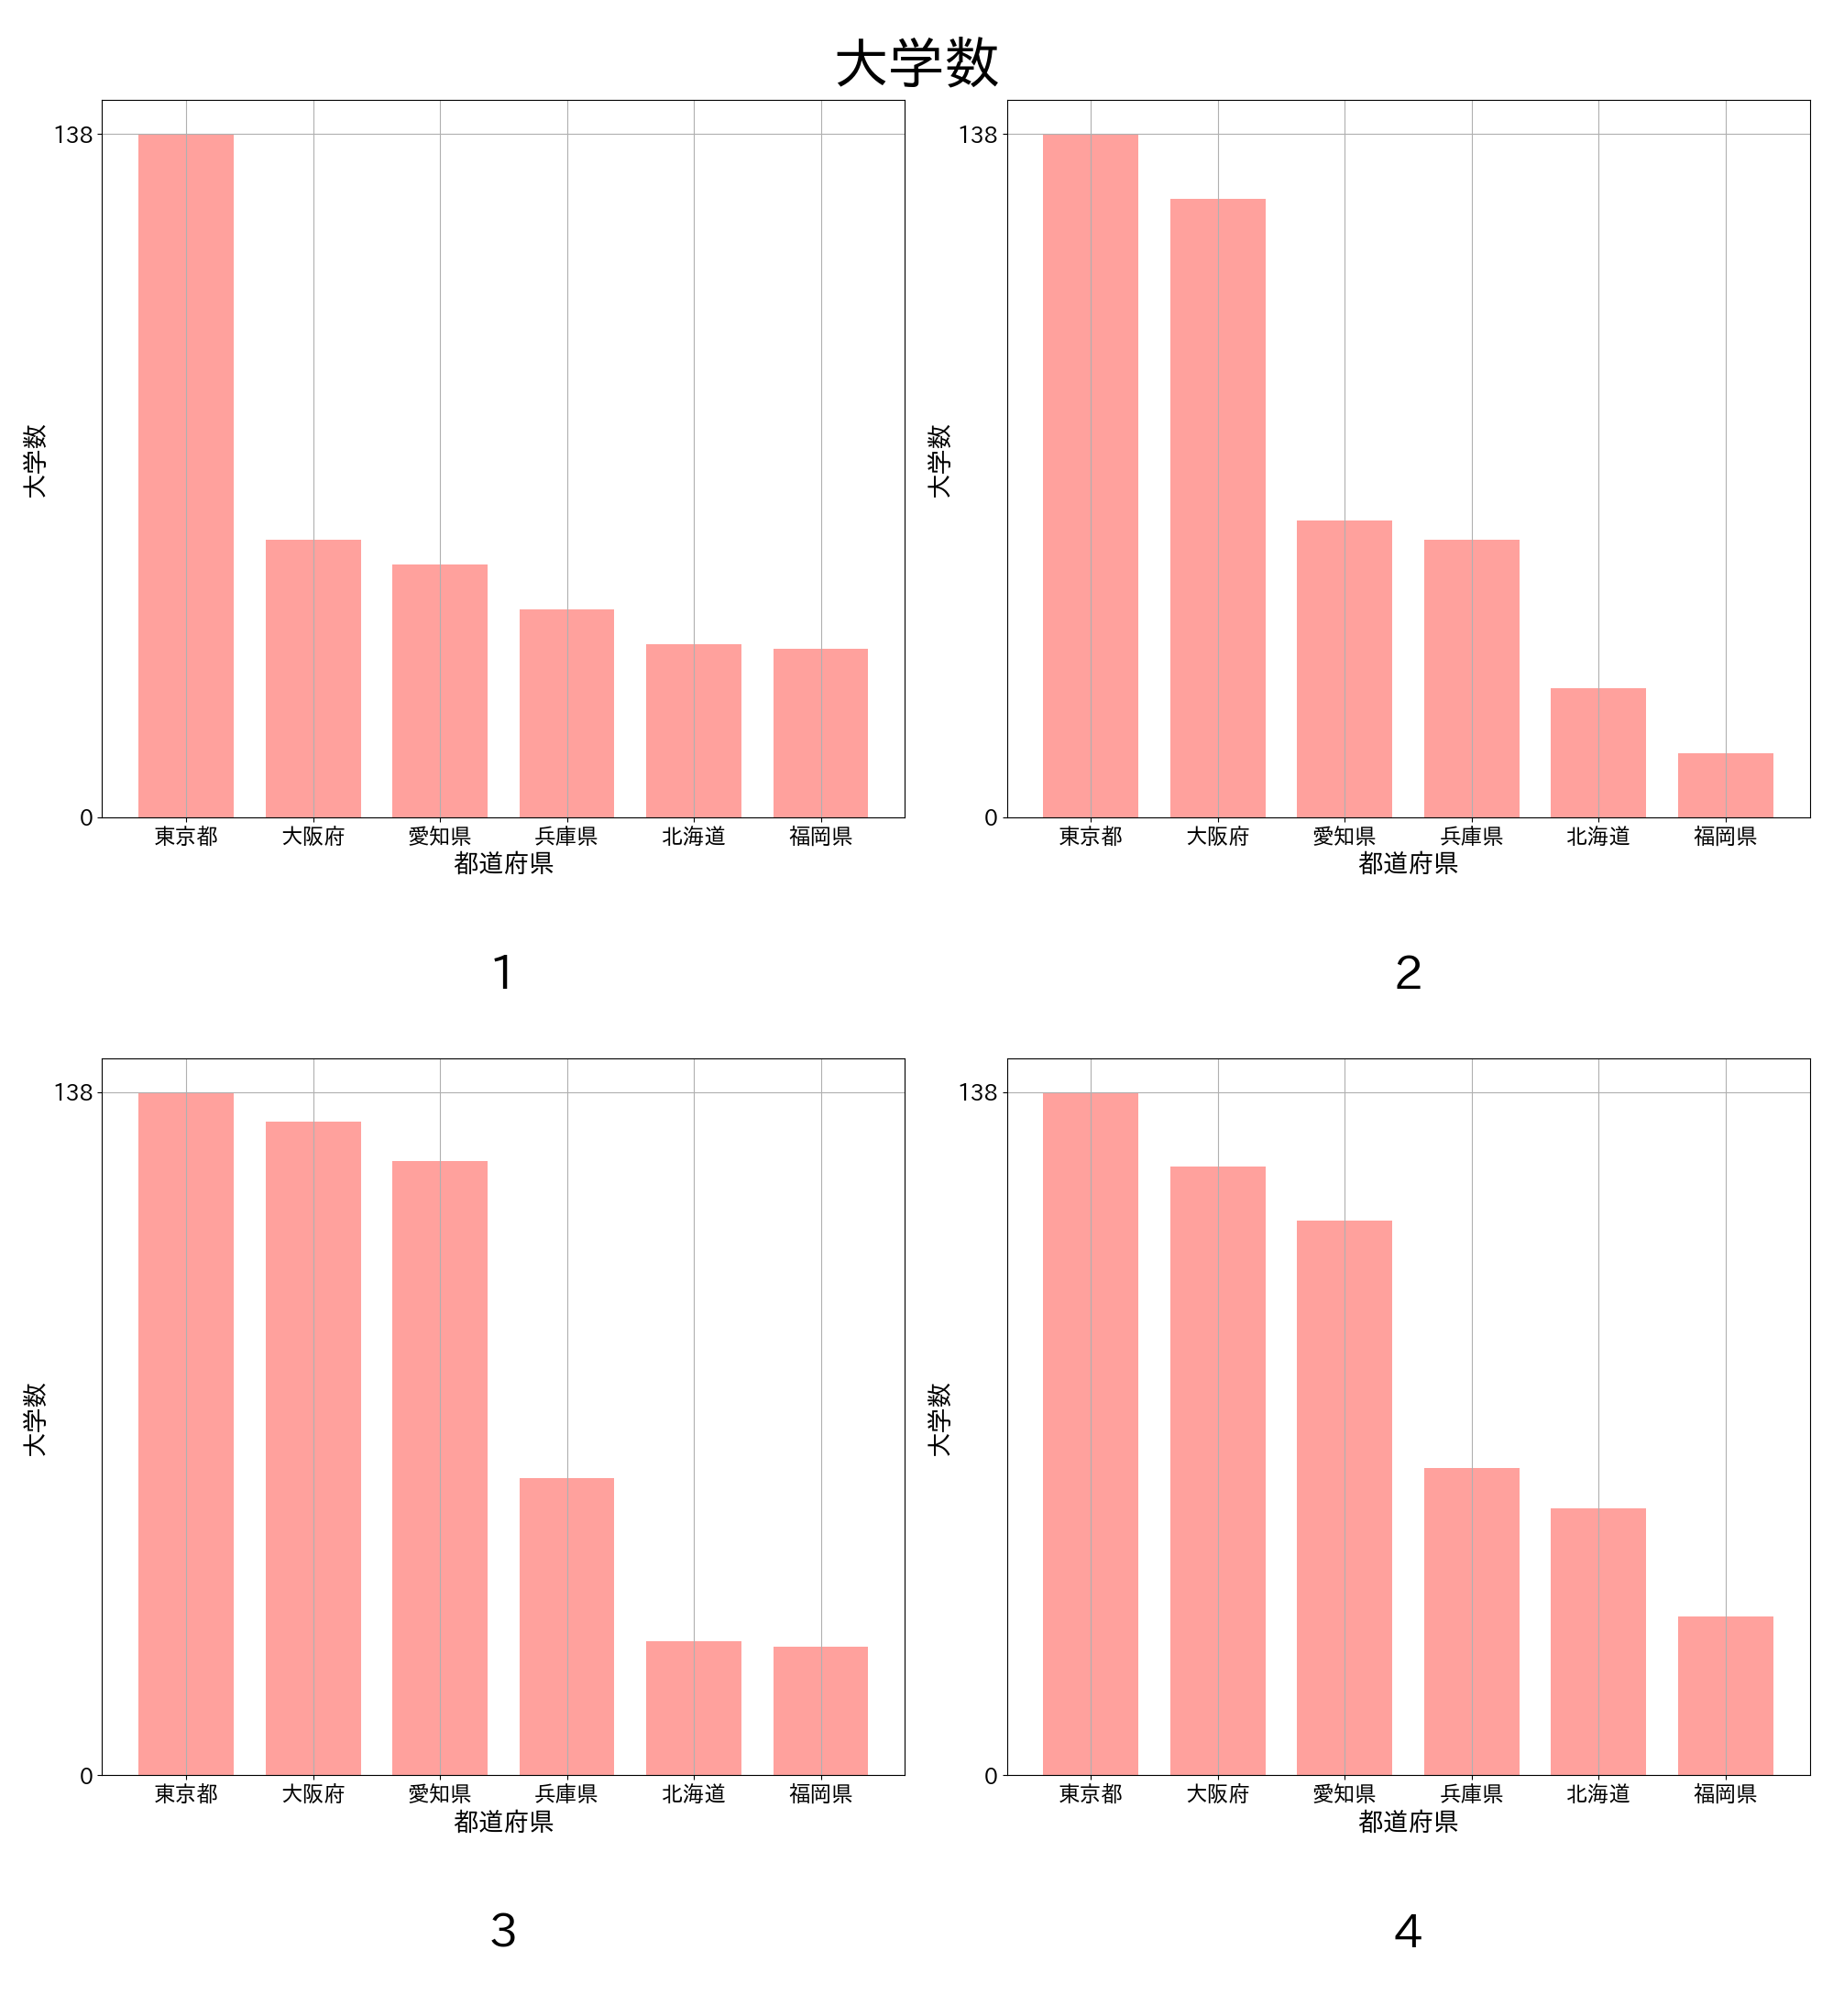 大学数
138
0
大学数
東京都 大阪府 愛知県 兵庫県 北海道 福岡県
都道府県
1
138
0
大学数
東京都 大阪府 愛知県 兵庫県 北海道 福岡県
都道府県
2
138
0
大学数
東京都 大阪府 愛知県 兵庫県 北海道 福岡県
都道府県
3
138
0
大学数
東京都 大阪府 愛知県 兵庫県 北海道 福岡県
都道府県
4